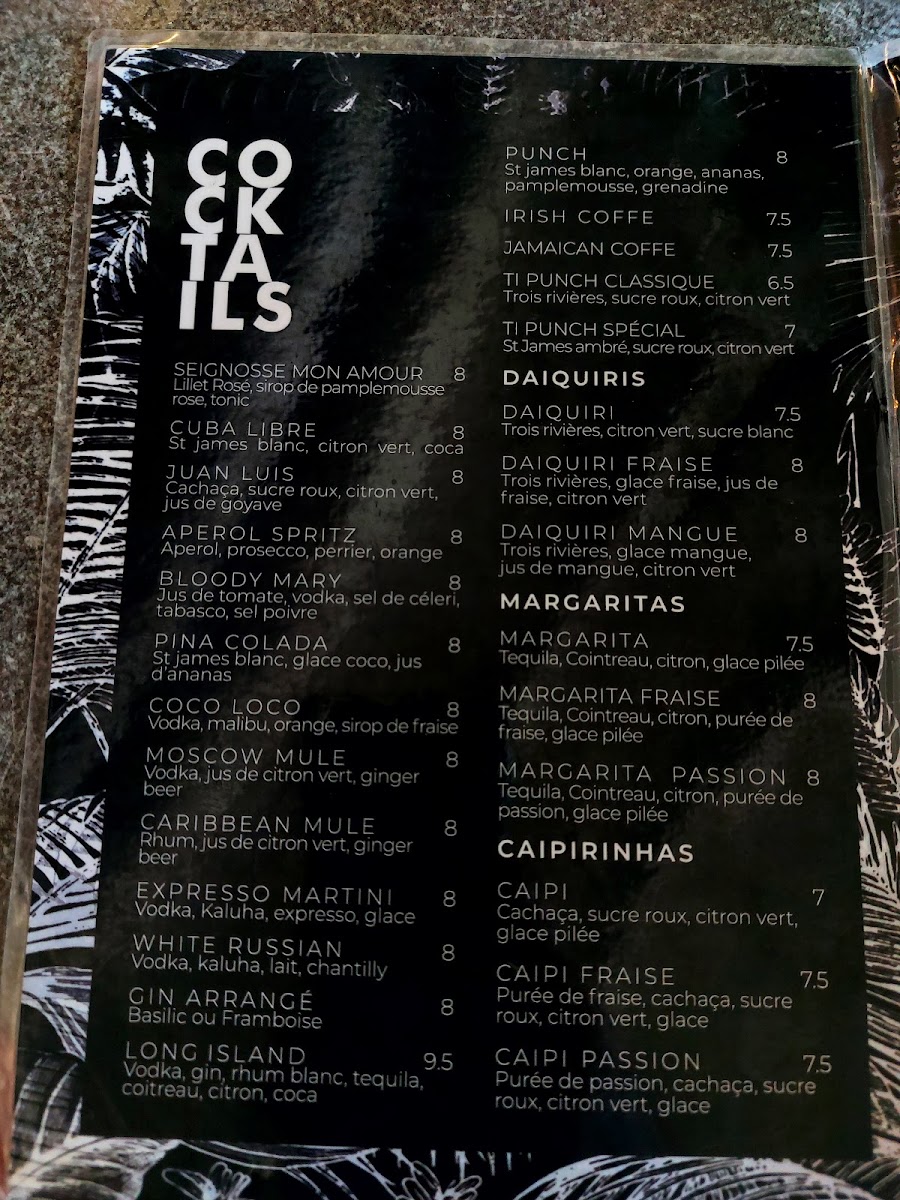 CO
CK
TA
ILS
SEIGNOSSE MON AMOUR 8
Lillet Rosé, sirop de pamplemousse
rose, tonic
CUBA LIBRE 8
St james blanc, citron vert, coca
JUAN LUIS 8
Cachaça, sucre roux, citron vert,
jus de goyave
APEROL SPRITZ 8
Aperol, prosecco, perrier, orange
BLOODY MARY 8
Jus de tomate, vodka, sel de céleri,
tabasco, sel poivre
PINA COLADA 8
St james blanc, glace coco, jus
d'ananas
COCO LOCO 8
Vodka, malibu, orange, sirop de fraise
MOSCOW MULE 8
Vodka, jus de citron vert, ginger
beer
CARIBBEAN MULE 8
Rhum, jus de citron vert, ginger
beer
EXPRESSO MARTINI 8
Vodka, Kaluha, expresso, glace
WHITE RUSSIAN 8
Vodka, kaluha, lait, chantilly
GIN ARRANGÉ 8
Basilic ou Framboise
LONG ISLAND 9.5
Vodka, gin, rhum blanc, tequila,
coitreau, citron, coca
PUNCH 8
St james blanc, orange, ananas,
pamplemousse, grenadine
IRISH COFFE 7.5
JAMAICAN COFFE 7.5
TI PUNCH CLASSIQUE 6.5
Trois rivières, sucre roux, citron vert
TI PUNCH SPÉCIAL 7
St James ambré, sucre roux, citron vert
DAIQUIRIS
DAIQUIRI 7.5
Trois rivières, citron vert, sucre blanc
DAIQUIRI FRAISE 8
Trois rivières, glace fraise, jus de
fraise, citron vert
DAIQUIRI MANGUE 8
Trois rivières, glace mangue,
jus de mangue, citron vert
MARGARITAS
MARGARITA 7.5
Tequila, Cointreau, citron, glace pilée
MARGARITA FRAISE 8
Tequila, Cointreau, citron, purée de
fraise, glace pilée
MARGARITA PASSION 8
Tequila, Cointreau, citron, purée de
passion, glace pilée
CAIPIRINHAS
CAIPI 7
Cachaça, sucre roux, citron vert,
glace pilée
CAIPI FRAISE 7.5
Purée de fraise, cachaça, sucre
roux, citron vert, glace
CAIPI PASSION 7.5
Purée de passion, cachaça, sucre
roux, citron vert, glace